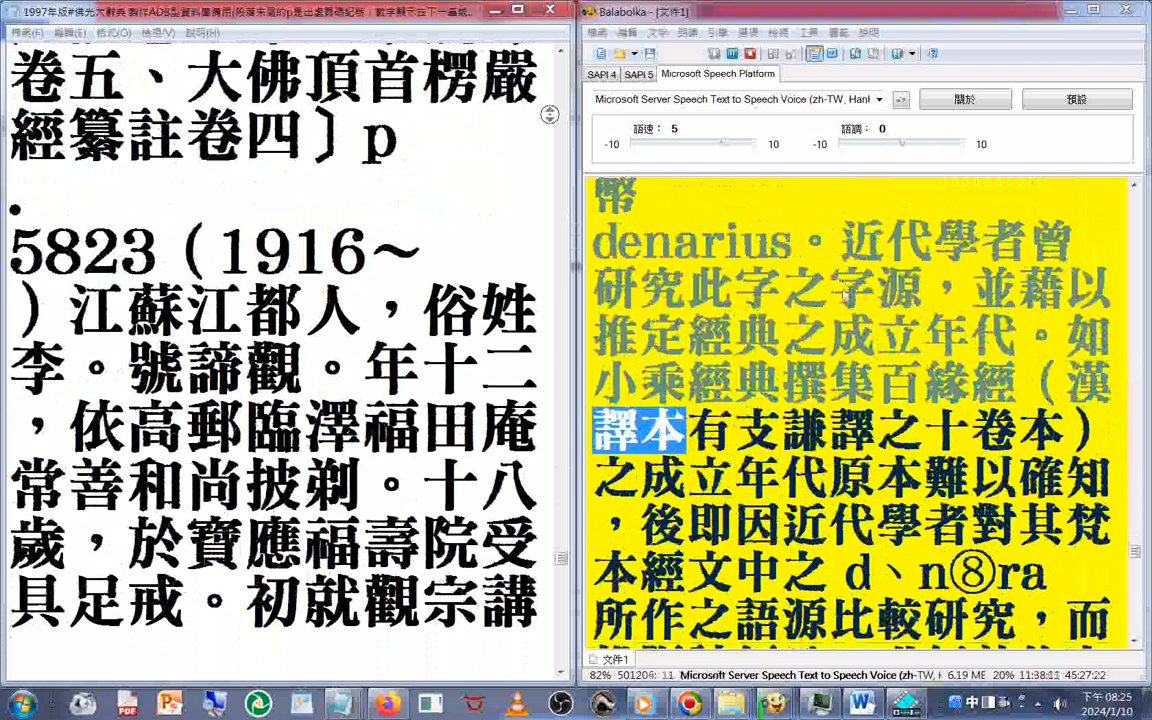 卷五、大佛頂首楞嚴
經纂註卷四〕p
.
5823（1916～
）江蘇江都人，俗姓
李。號諦觀。年十二
，依高郵臨澤福田庵
常善和尚披剃。十八
歲，於寶應福壽院受
具足戒。初就觀宗講
Balabolka - [文件1]
SAPI 4
SAPI 5
Microsoft Speech Platform
Microsoft Server Speech Text to Speech Voice (zh-TW, Han
關於
預設
語速： 5
語調： 0
-10
10
-10
10
幣
denarius。近代學者曾
研究此字之字源，並藉以
推定經典之成立年代。如
小乘經典撰集百緣經（漢
譯本有支謙譯之十卷本）
之成立年代原本難以確知
，後即因近代學者對其梵
本經文中之 d、n⑧ra
所作之語源比較研究，而
文件1
82%
Microsoft Server Speech Text to Speech Voice (zh-TW, H
6.19 MB
20%
11:38:11
45:27:22
下午 08:25
2024/1/10